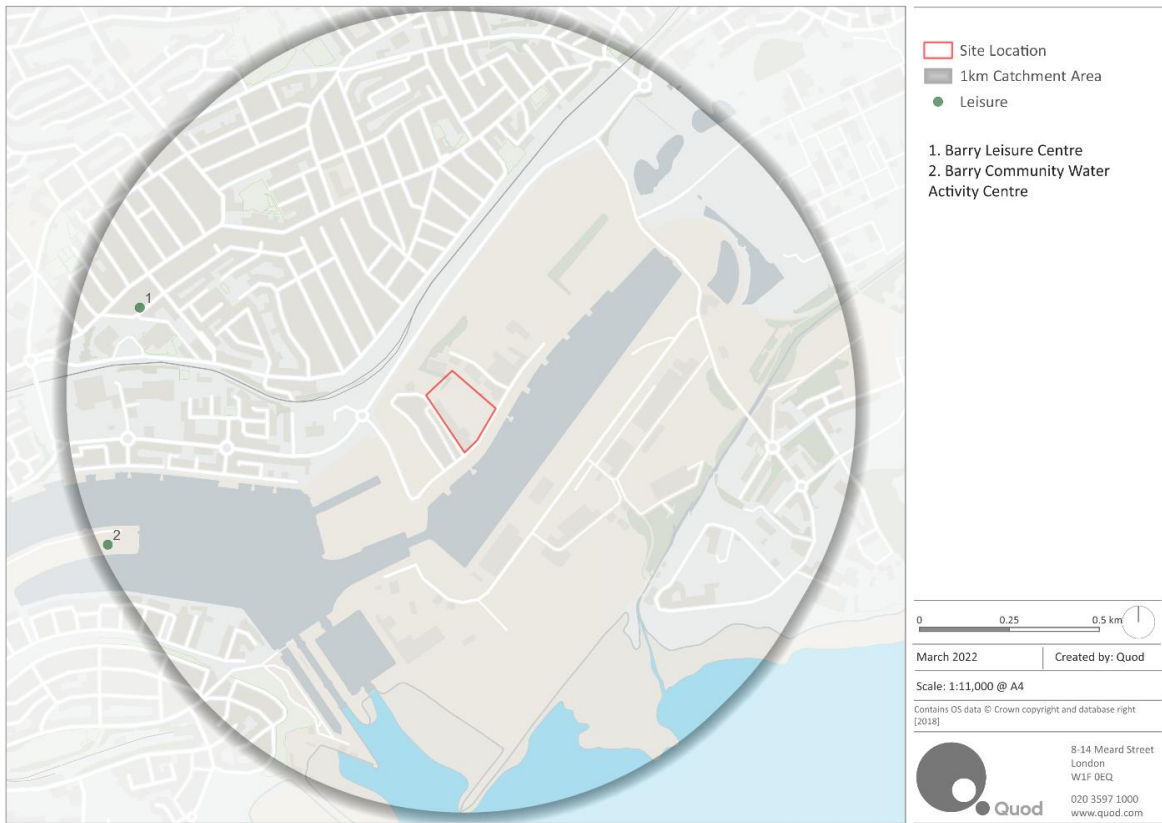 Site Location
1km Catchment Area
Leisure
1. Barry Leisure Centre
2. Barry Community Water
Activity Centre
1
2
0 0.25 0.5 km
March 2022 Created by: Quod
Scale: 1:11,000 @ A4
Contains OS data © Crown copyright and database right
[2018]
8-14 Meard Street
London
W1F 0EQ
020 3597 1000
www.quod.com
Quod